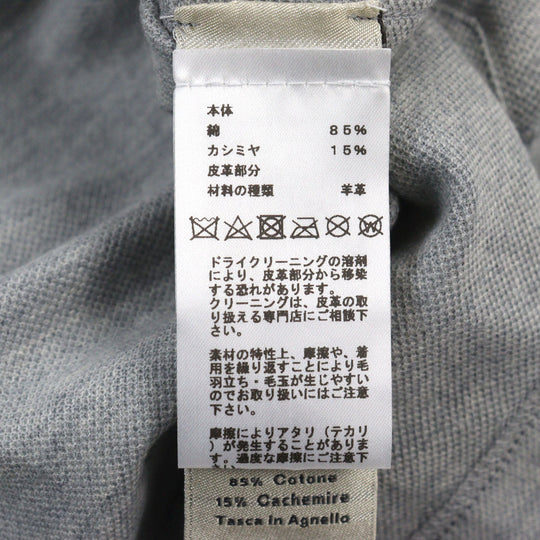 本体
綿 85%
カシミヤ 15%
皮革部分
材料の種類 羊革
W
ドライクリーニングの溶剤
により、皮革部分から移染
する恐れがあります。
クリーニングは、皮革の取
り扱える専門店にご相談下
さい。
素材の特性上、摩擦や、着
用を繰り返すことにより毛
羽立ち・毛玉が生じやすい
のでお取り扱いにはご注意
下さい。
摩擦によりアタリ（テカリ
）が発生することがありま
す。過度な摩擦にご注意下
さい。
85% Cotone
15% Cachemire
Tasca in Agnello